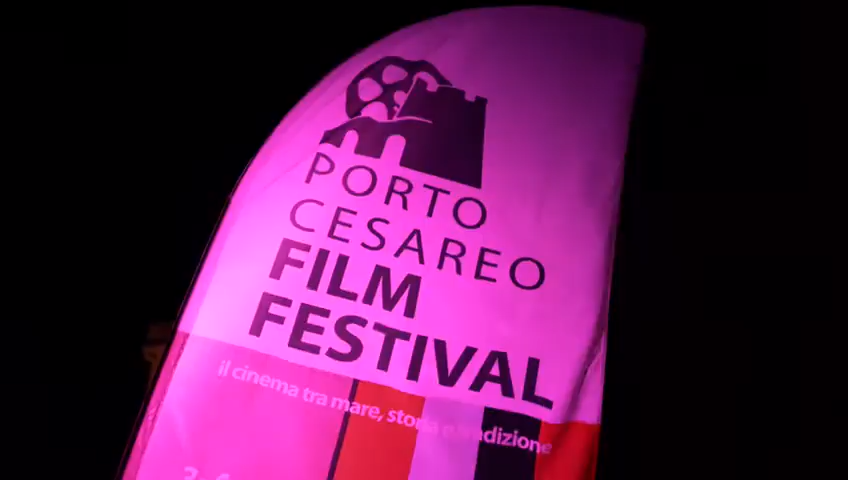 PORTO
CESAREO
FILM
FESTIVAL
il cinema tra mare, storia e tradizione